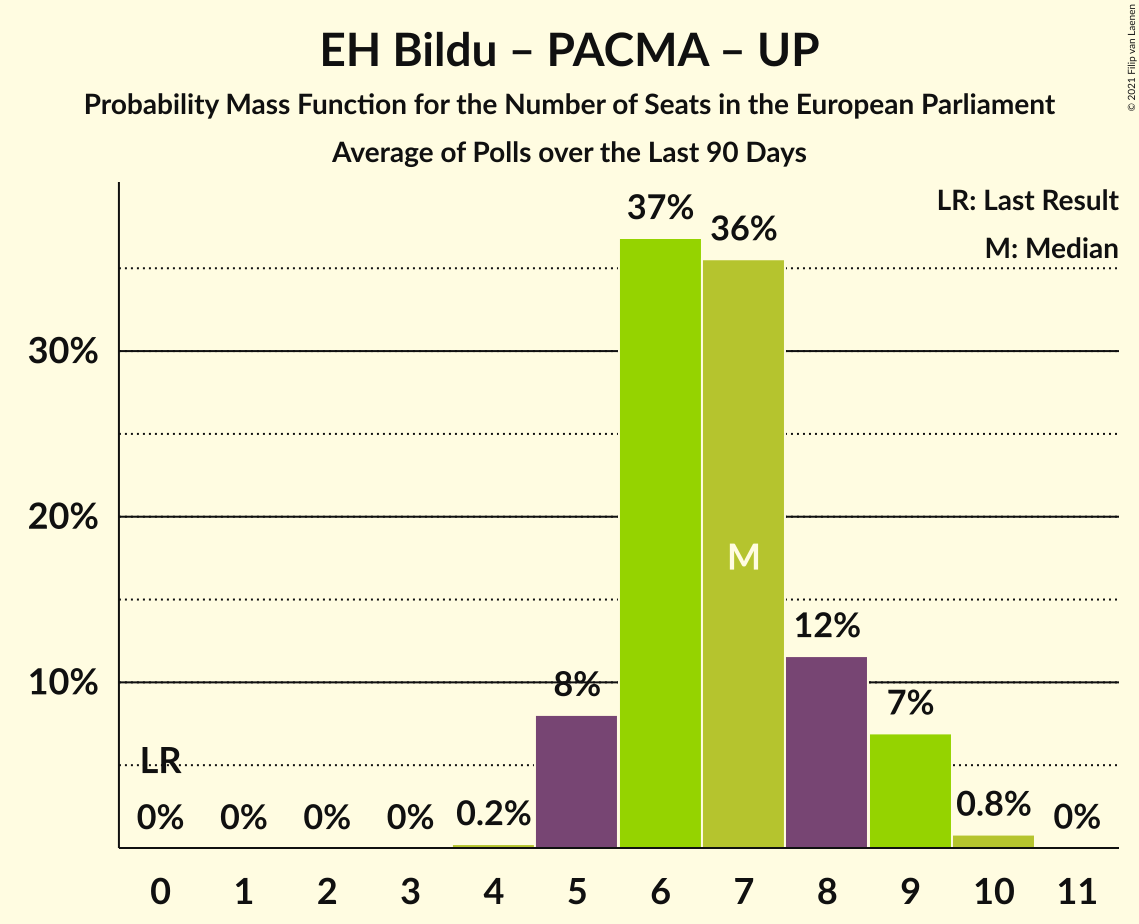 EH Bildu – PACMA – UP
Probability Mass Function for the Number of Seats in the European Parliament
Average of Polls over the Last 90 Days
© 2021 Filip van Laenen
LR: Last Result
M: Median
37%
36%
30%
20%
M
12%
10%
8%
7%
LR
0%
0%
0%
0%
0.2%
0.8%
0%
0 1 2 3 4 5 6 7 8 9 10 11